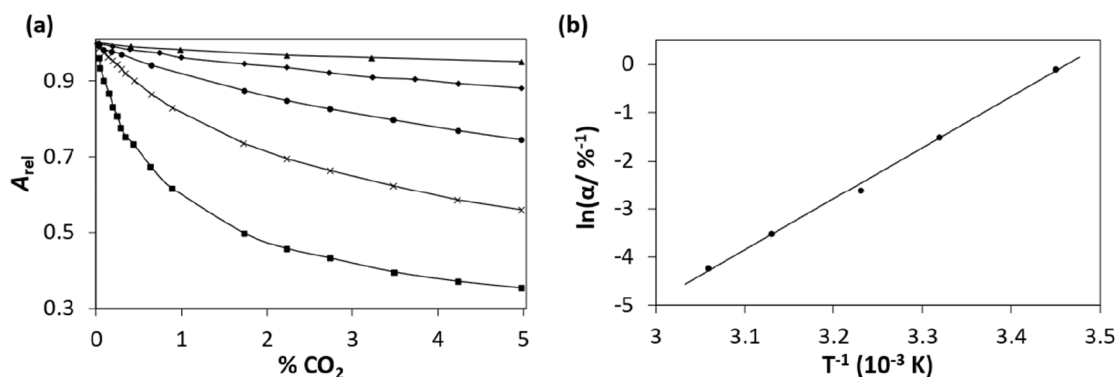 (a)
A_rel
0.9
0.7
0.5
0.3
0 1 2 3 4 5
% CO₂
(b)
ln(α/ %⁻¹)
0
-1
-2
-3
-4
-5
3 3.1 3.2 3.3 3.4 3.5
T⁻¹ (10⁻³ K)